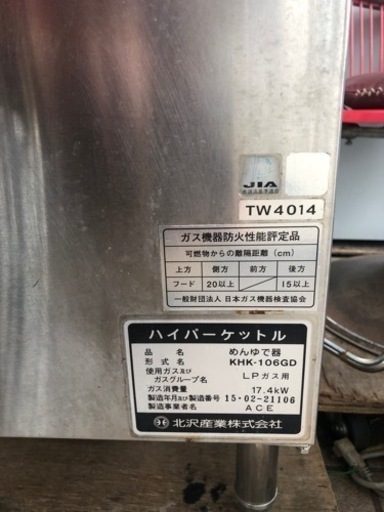 JIA
TW4014
ガス機器防火性能評定品
可燃物からの離隔距離(cm)
上方 側方 前方 後方
フード 20以上 15以上
一般財団法人 日本ガス機器検査協会
ハイパーケットル
品名 めんゆで器
形式名 KHK-106GD
使用ガス及び
ガスグループ名 LPガス用
ガス消費量 17.4kW
製造年月及び製造番号 15-02-21106
製造事業者名 ACE
北沢産業株式会社